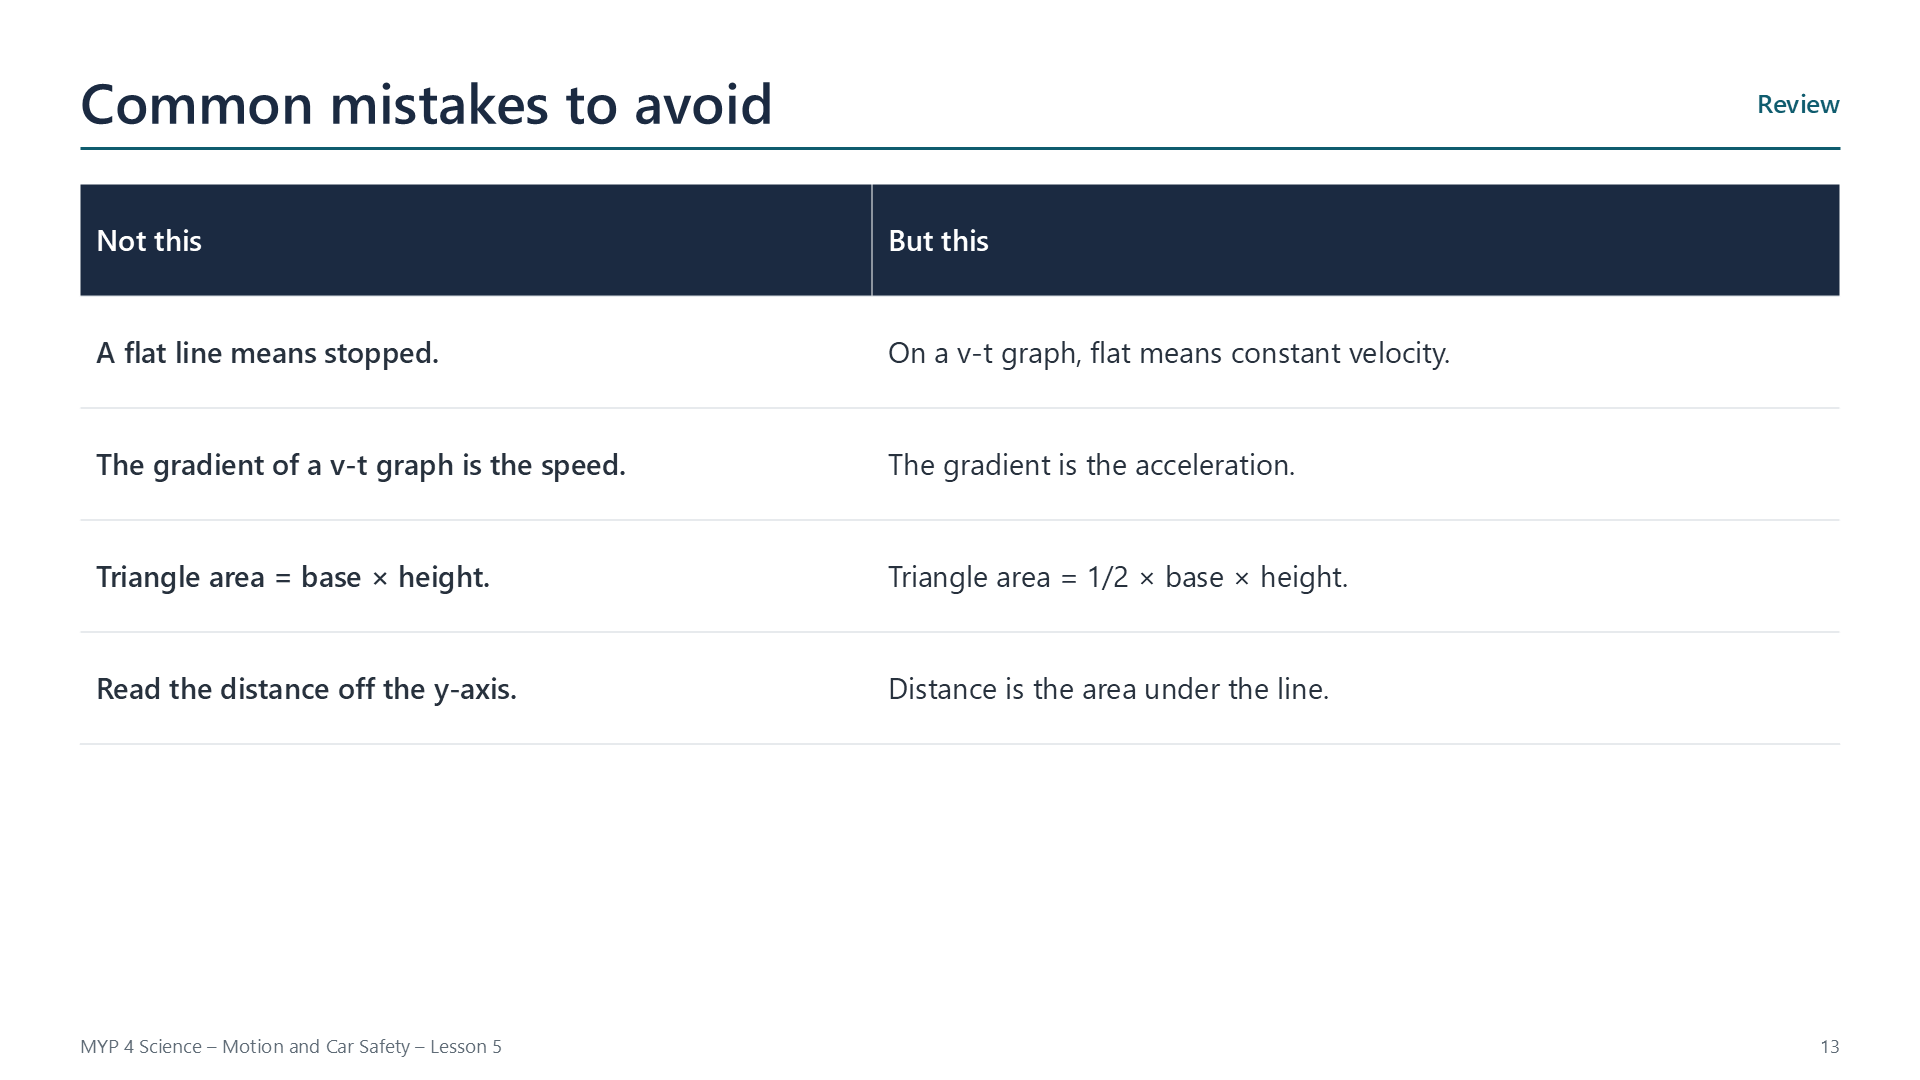 Common mistakes to avoid
Review
Not this
But this
A flat line means stopped.
On a v-t graph, flat means constant velocity.
The gradient of a v-t graph is the speed.
The gradient is the acceleration.
Triangle area = base × height.
Triangle area = 1/2 × base × height.
Read the distance off the y-axis.
Distance is the area under the line.
MYP 4 Science – Motion and Car Safety – Lesson 5
13